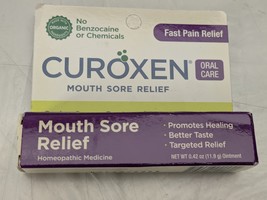 ORGANIC
No
Benzocaine
or Chemicals
Fast Pain Relief
CUROXEN®
ORAL
CARE
MOUTH SORE RELIEF
Mouth Sore
Relief
Homeopathic Medicine
• Promotes Healing
• Better Taste
• Targeted Relief
NET WT 0.42 oz (11.9 g) Ointment